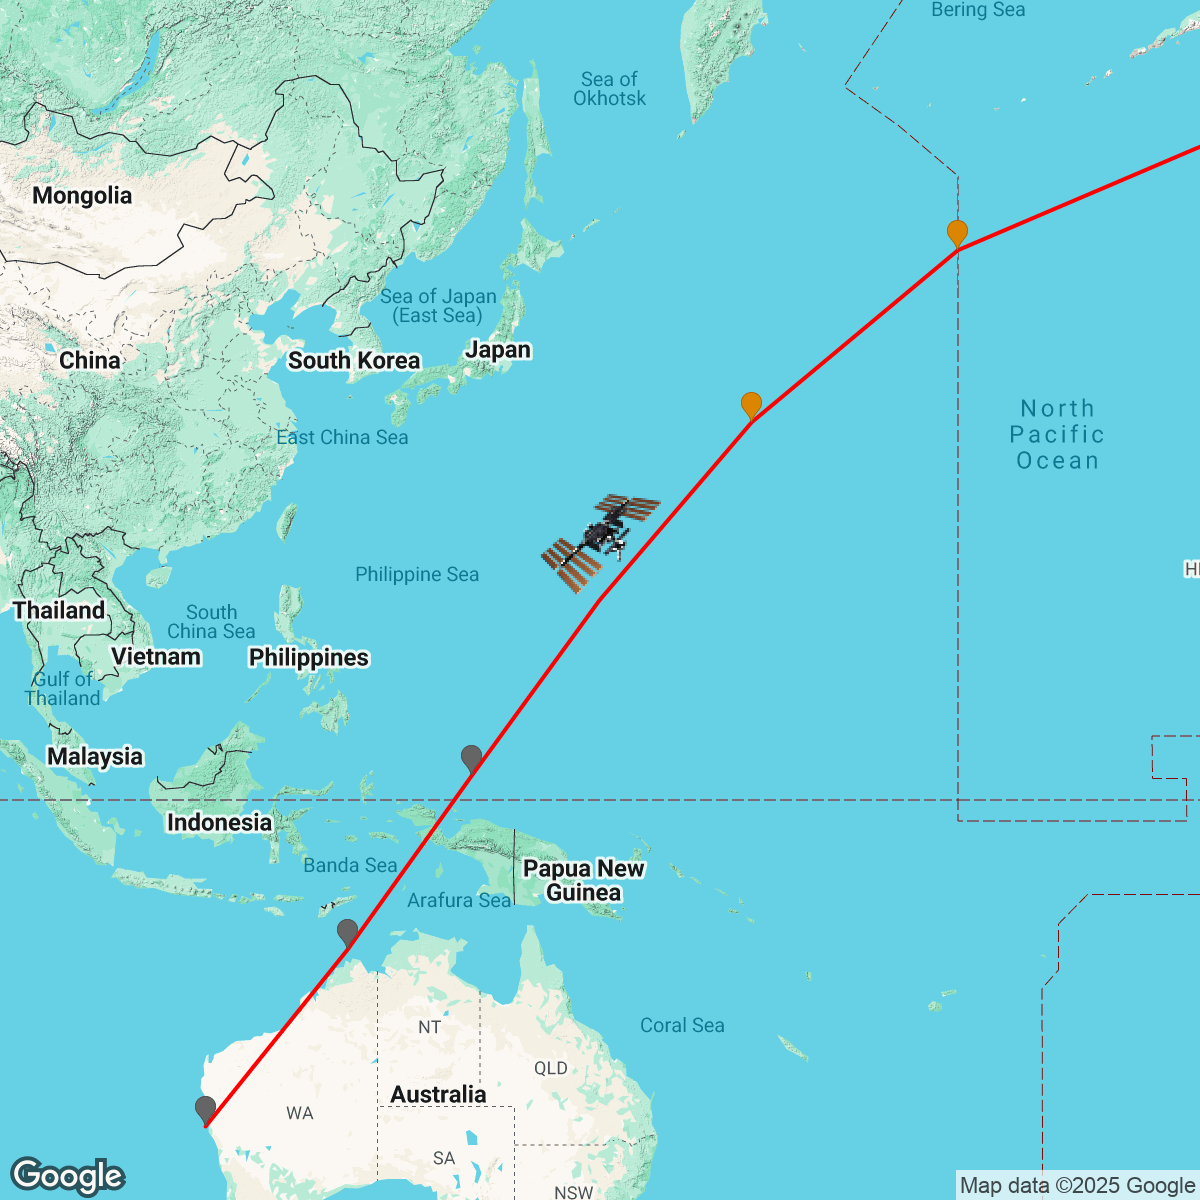 Bering Sea
Sea of
Okhotsk
Mongolia
Sea of Japan
(East Sea)
Japan
China
South Korea
North
Pacific
Ocean
East China Sea
Philippine Sea
Thailand
South
China Sea
Vietnam
Philippines
Gulf of
Thailand
Malaysia
Indonesia
Banda Sea
Papua New
Guinea
Arafura Sea
NT
Coral Sea
QLD
Australia
WA
SA
NSW
Google
Map data ©2025 Google